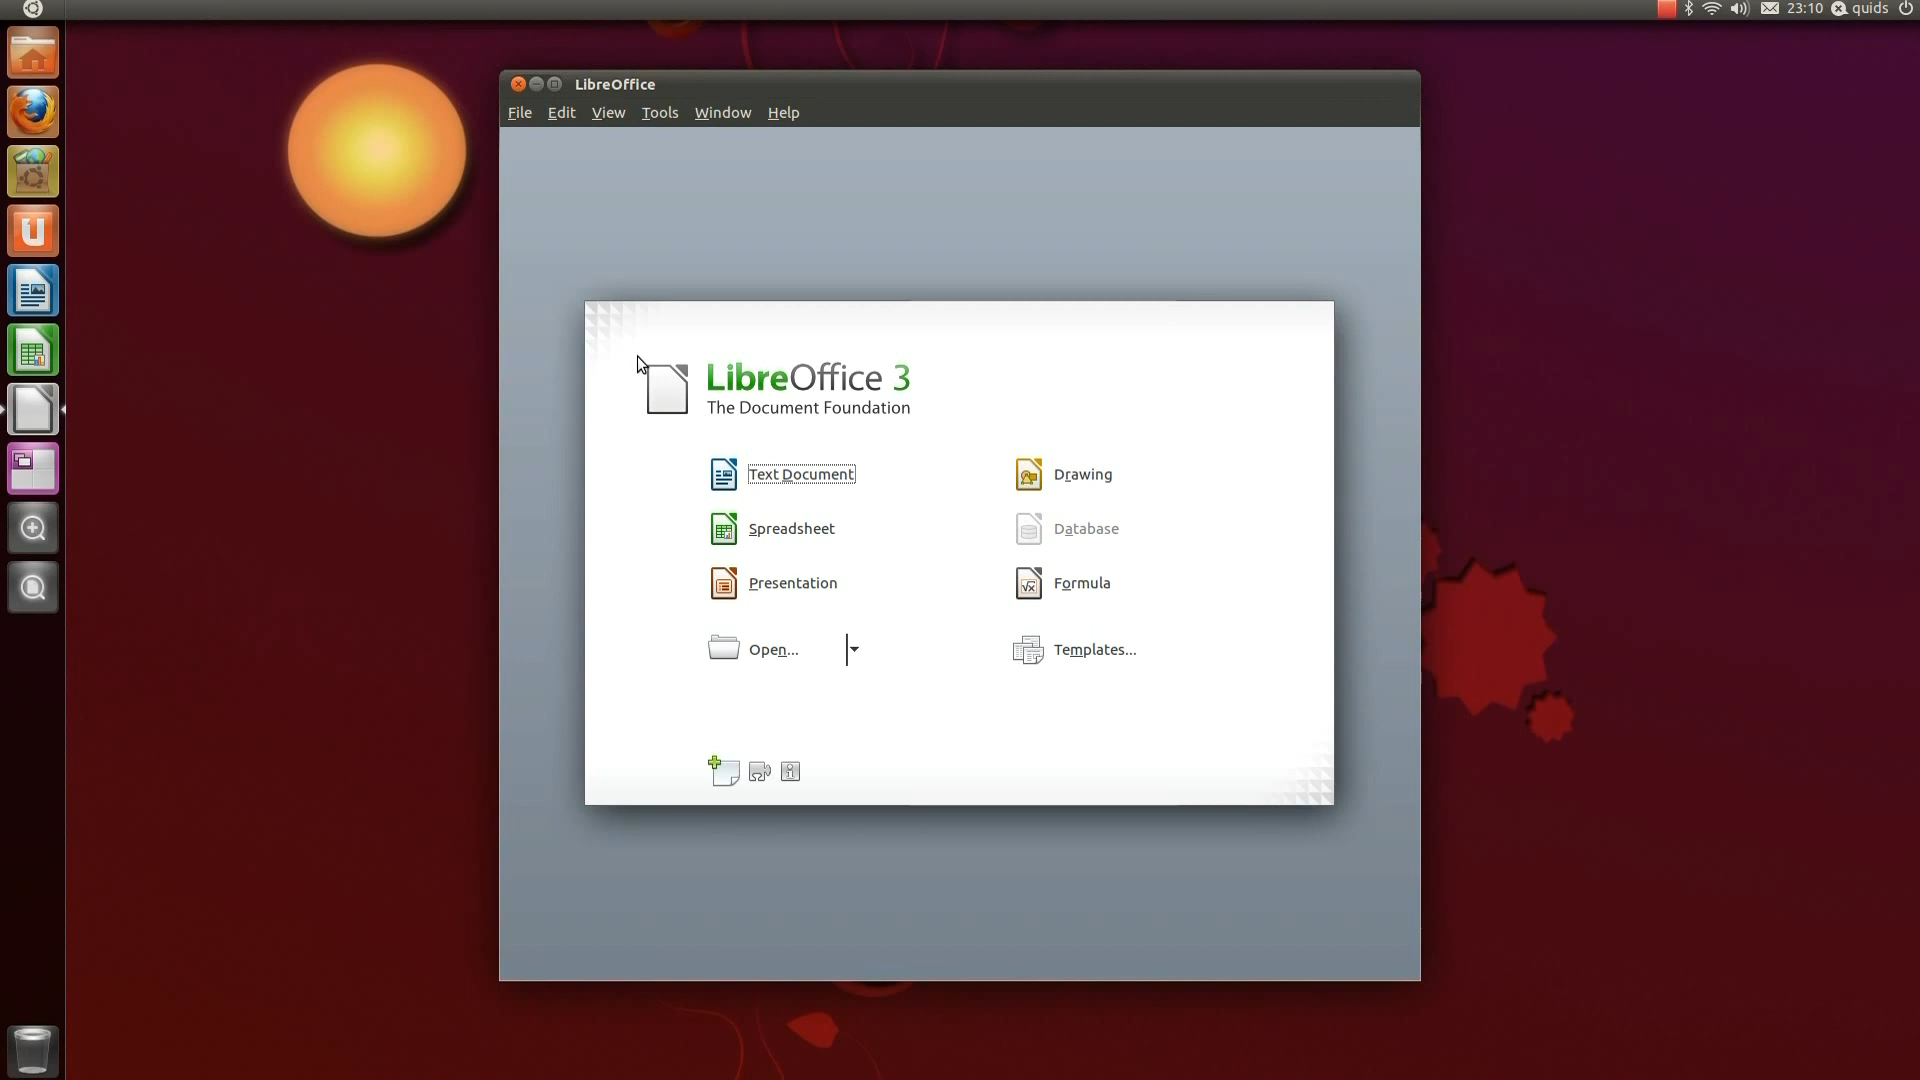 23:10 quids
LibreOffice
File Edit View Tools Window Help
LibreOffice 3
The Document Foundation
Text Document
Drawing
Spreadsheet
Database
Presentation
Formula
Open...
Templates...